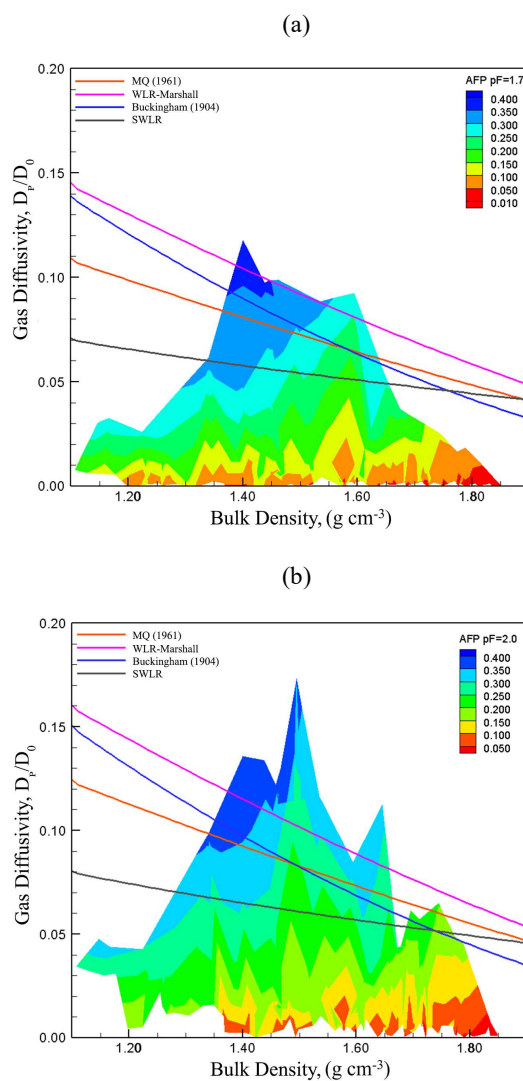 (a)
0.20
0.15
0.10
0.05
0.00
Gas Diffusivity, DP/D0
MQ (1961)
WLR-Marshall
Buckingham (1904)
SWLR
AFP pF=1.7
0.400
0.350
0.300
0.250
0.200
0.150
0.100
0.050
0.010
1.20
1.40
1.60
1.80
Bulk Density, (g cm-3)
(b)
0.20
0.15
0.10
0.05
0.00
Gas Diffusivity, DP/D0
MQ (1961)
WLR-Marshall
Buckingham (1904)
SWLR
AFP pF=2.0
0.400
0.350
0.300
0.250
0.200
0.150
0.100
0.050
1.20
1.40
1.60
1.80
Bulk Density, (g cm-3)